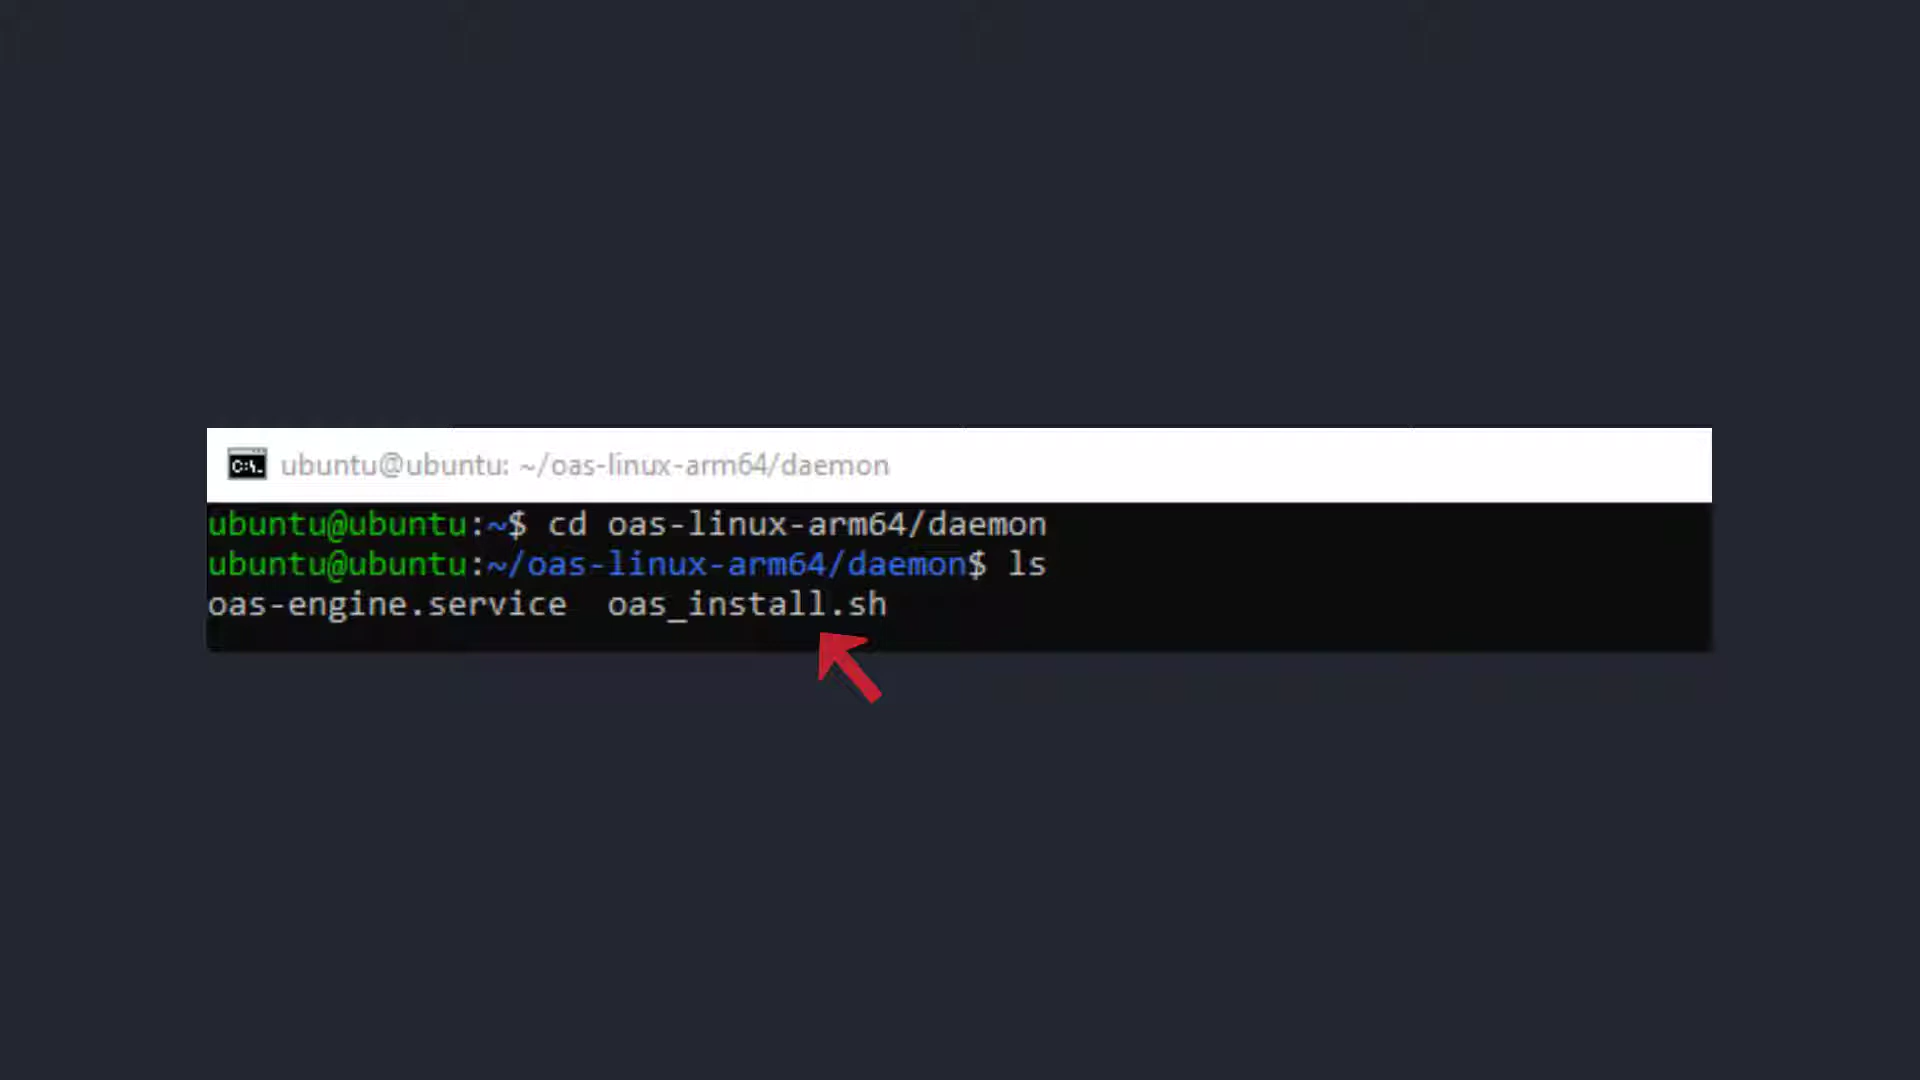 C:\.
ubuntu@ubuntu: ~/oas-linux-arm64/daemon
ubuntu@ubuntu:~$ cd oas-linux-arm64/daemon
ubuntu@ubuntu:~/oas-linux-arm64/daemon$ ls
oas-engine.service  oas_install.sh